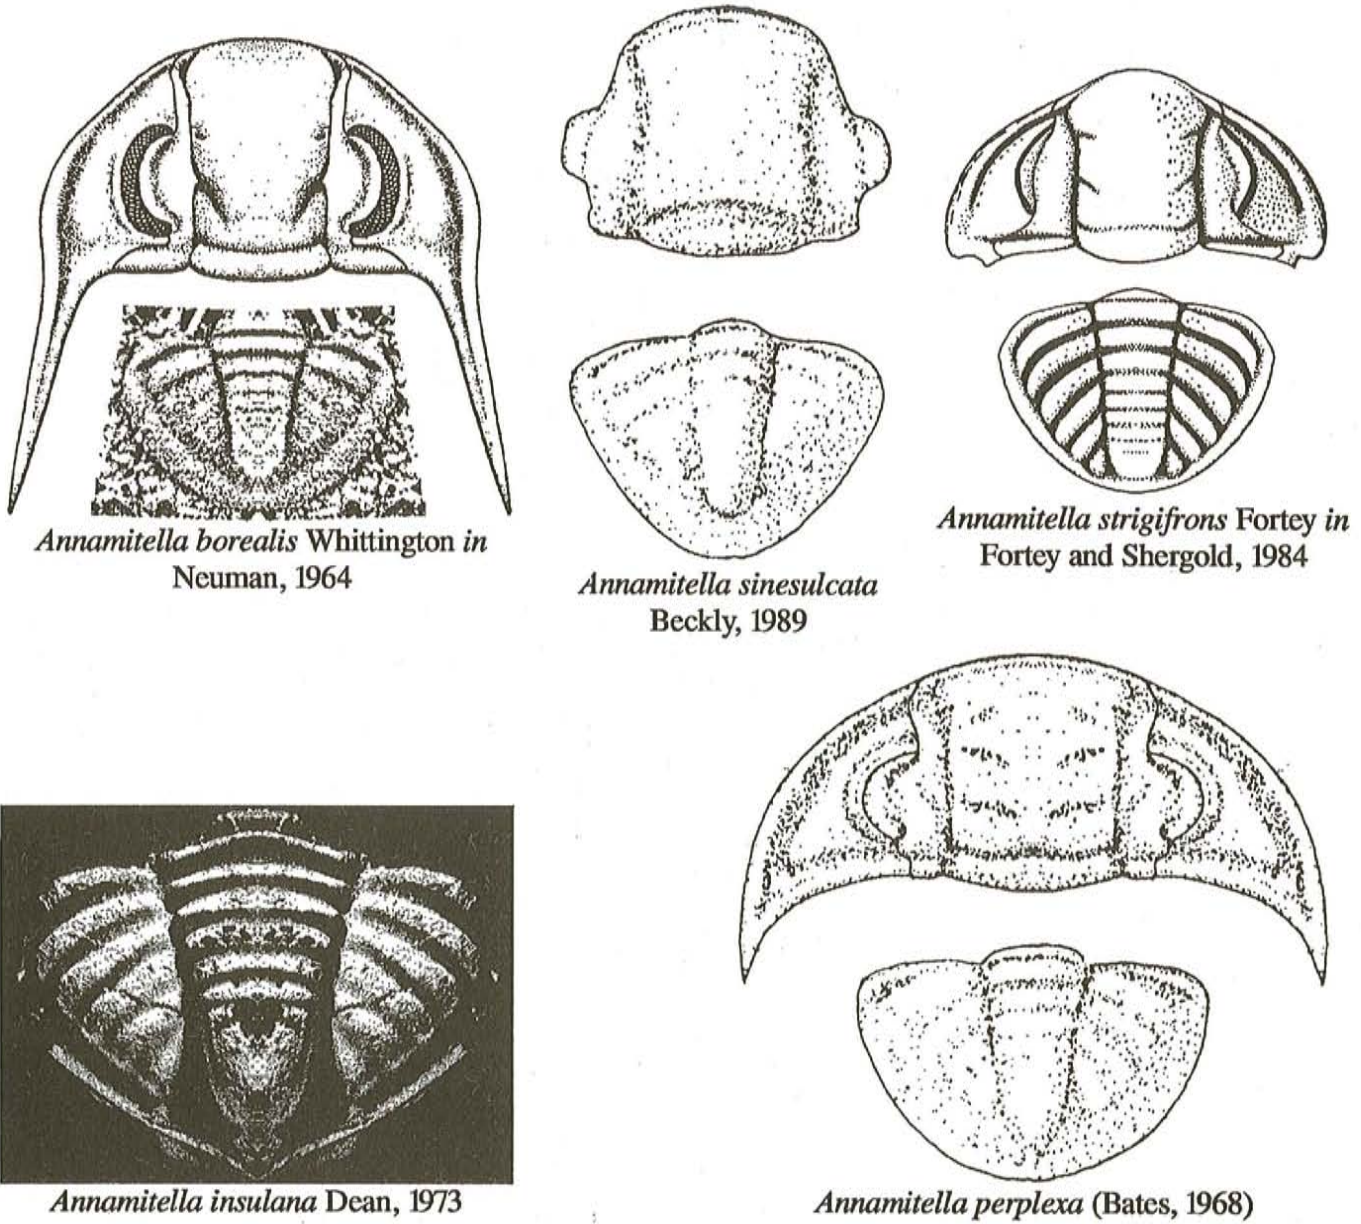 Annamitella borealis Whittington in
Neuman, 1964
Annamitella sinesulcata
Beckly, 1989
Annamitella strigifrons Fortey in
Fortey and Shergold, 1984
Annamitella insulana Dean, 1973
Annamitella perplexa (Bates, 1968)